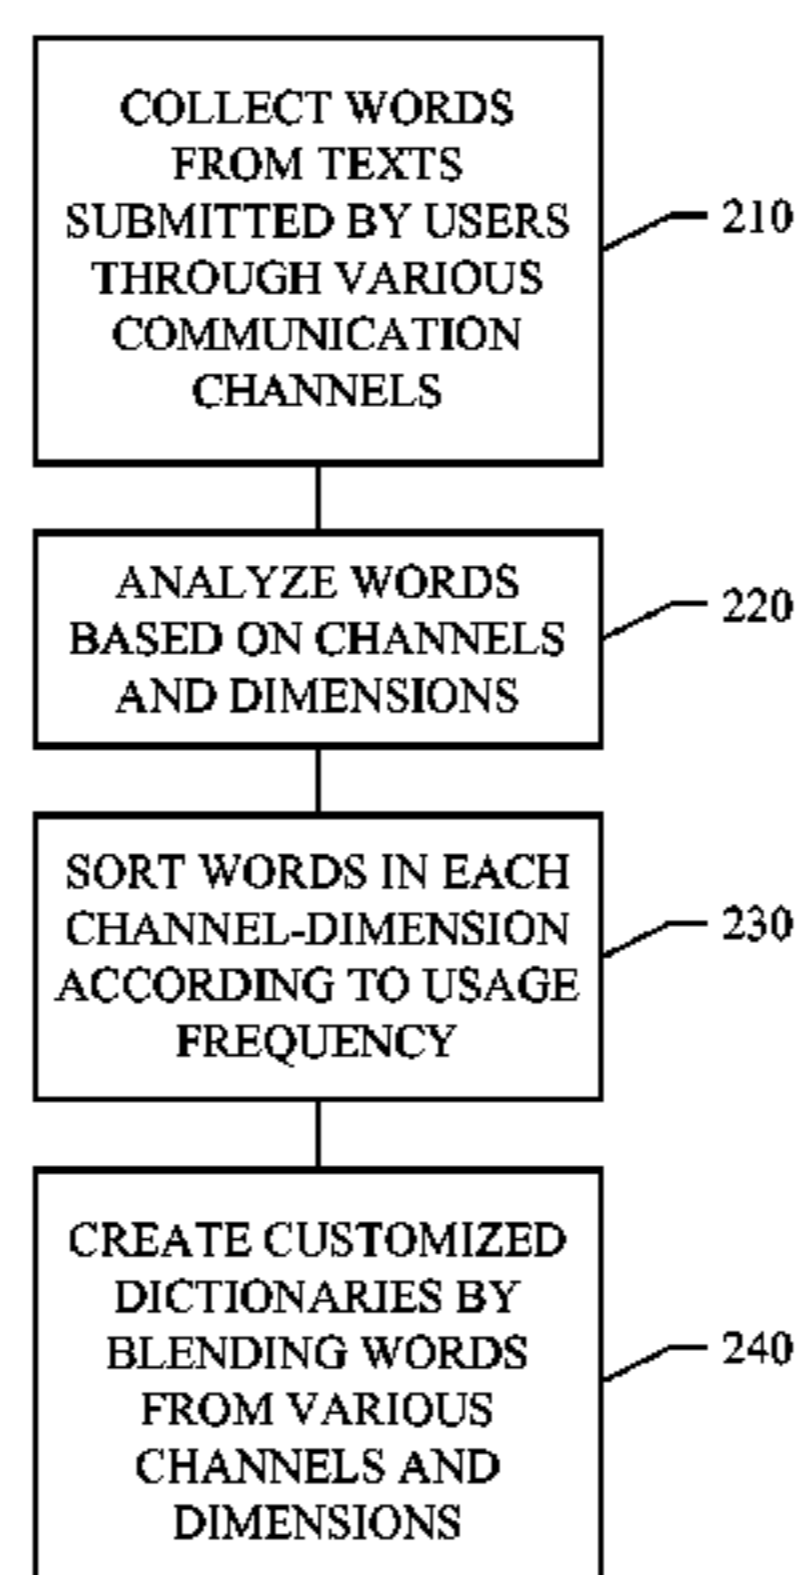 COLLECT WORDS
FROM TEXTS
SUBMITTED BY USERS
THROUGH VARIOUS
COMMUNICATION
CHANNELS
210
ANALYZE WORDS
BASED ON CHANNELS
AND DIMENSIONS
220
SORT WORDS IN EACH
CHANNEL-DIMENSION
ACCORDING TO USAGE
FREQUENCY
230
CREATE CUSTOMIZED
DICTIONARIES BY
BLENDING WORDS
FROM VARIOUS
CHANNELS AND
DIMENSIONS
240